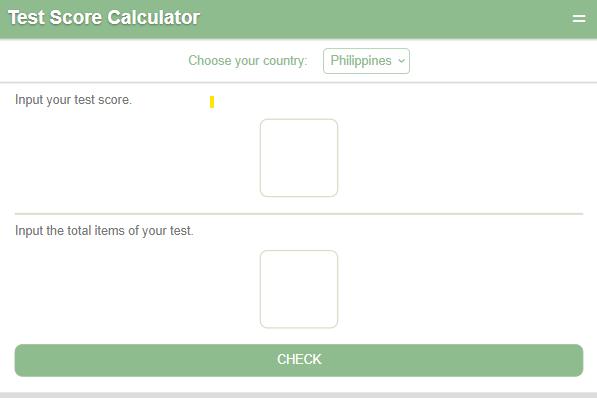 Test Score Calculator
Choose your country: Philippines
Input your test score.
Input the total items of your test.
CHECK